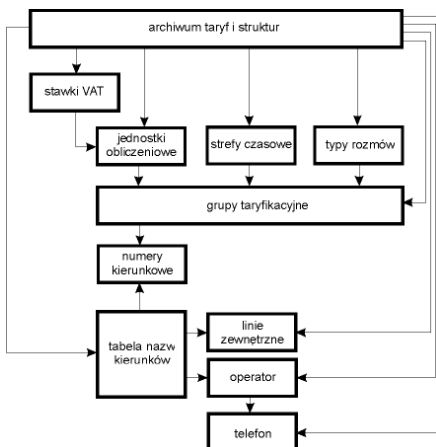 archiwum taryf i struktur
stawki VAT
jednostki
obliczeniowe
strefy czasowe
typy rozmów
grupy taryfikacyjne
numery
kierunkowe
tabela nazw
kierunków
linie
zewnętrzne
operator
telefon